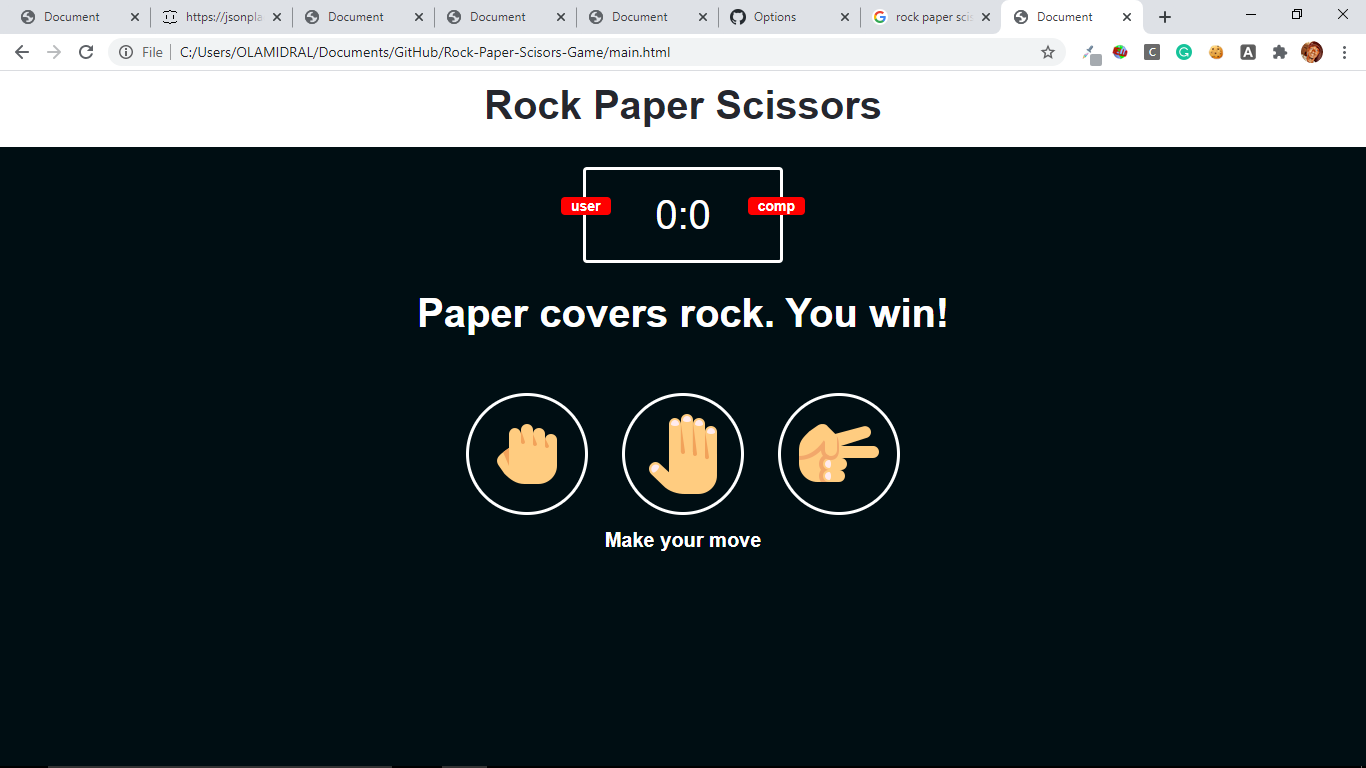 Document
https://jsonpla
Document
Document
Document
Options
rock paper scis
Document
File
C:/Users/OLAMIDRAL/Documents/GitHub/Rock-Paper-Scisors-Game/main.html
Rock Paper Scissors
user
0:0
comp
Paper covers rock. You win!
Make your move